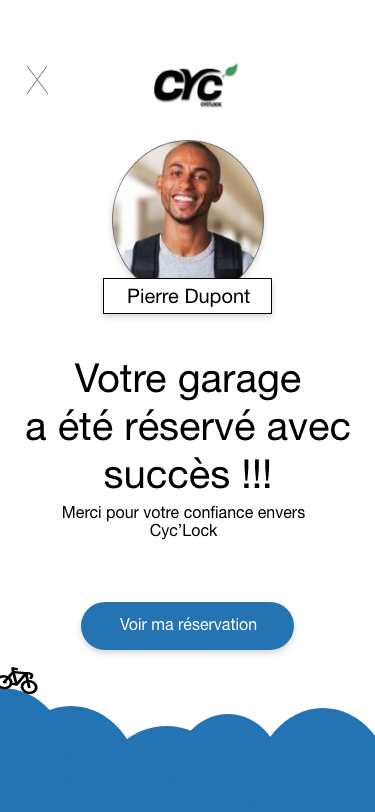 CYC
CYC'LOCK
Pierre Dupont
Votre garage
a été réservé avec
succès !!!
Merci pour votre confiance envers
Cyc’Lock
Voir ma réservation